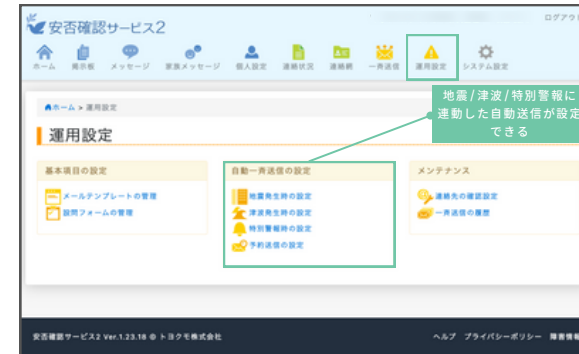 安否確認サービス2
ログアウ
ホーム 掲示板 メッセージ 家族メッセージ 個人設定 連絡状況 連絡網 一斉送信 運用設定 システム設定
地震/津波/特別警報に
連動した自動送信が設定
できる
ホーム > 運用設定
運用設定
基本項目の設定 自動一斉送信の設定 メンテナンス
メールテンプレートの管理 地震発生時の設定 連絡先の確認設定
設問フォームの管理 津波発生時の設定 一斉送信の履歴
特別警報時の設定
予約送信の設定
安否確認サービス2 Ver.1.23.18 © トヨクモ株式会社 ヘルプ プライバシーポリシー 障害情報